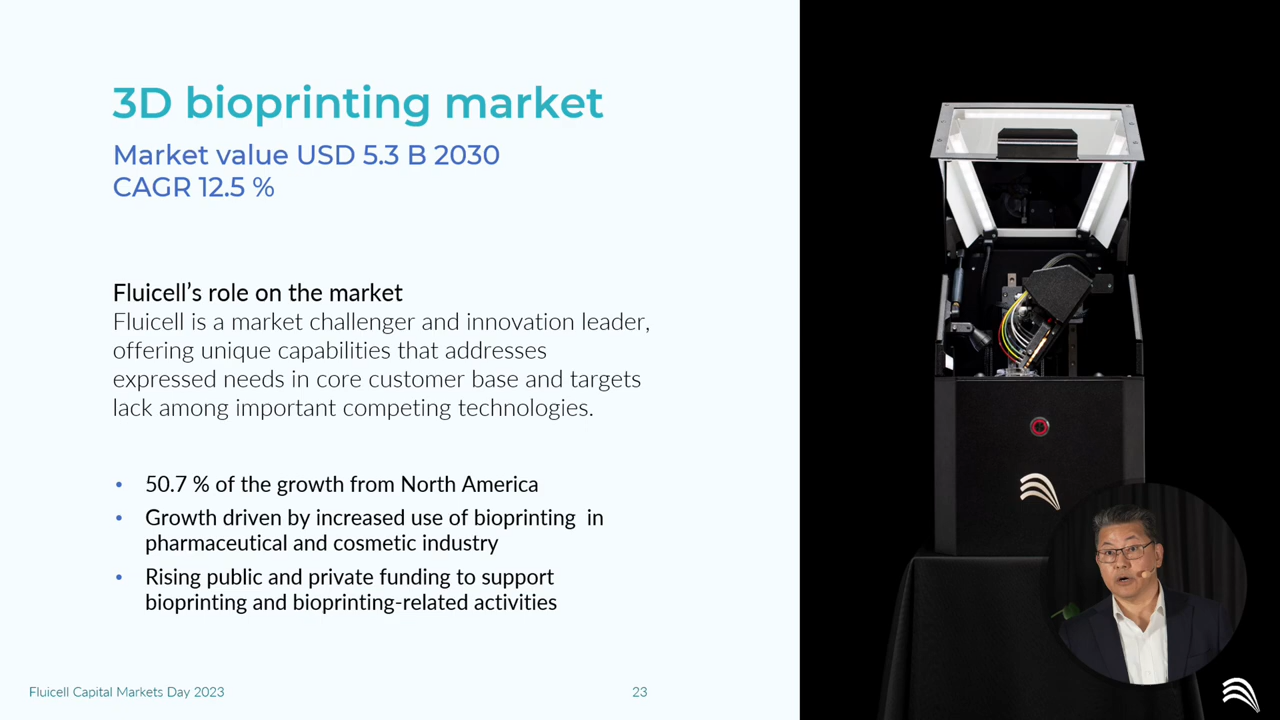 3D bioprinting market
Market value USD 5.3 B 2030
CAGR 12.5 %
Fluicell’s role on the market
Fluicell is a market challenger and innovation leader,
offering unique capabilities that addresses
expressed needs in core customer base and targets
lack among important competing technologies.
• 50.7 % of the growth from North America
• Growth driven by increased use of bioprinting  in
pharmaceutical and cosmetic industry
• Rising public and private funding to support
bioprinting and bioprinting-related activities
Fluicell Capital Markets Day 2023
23